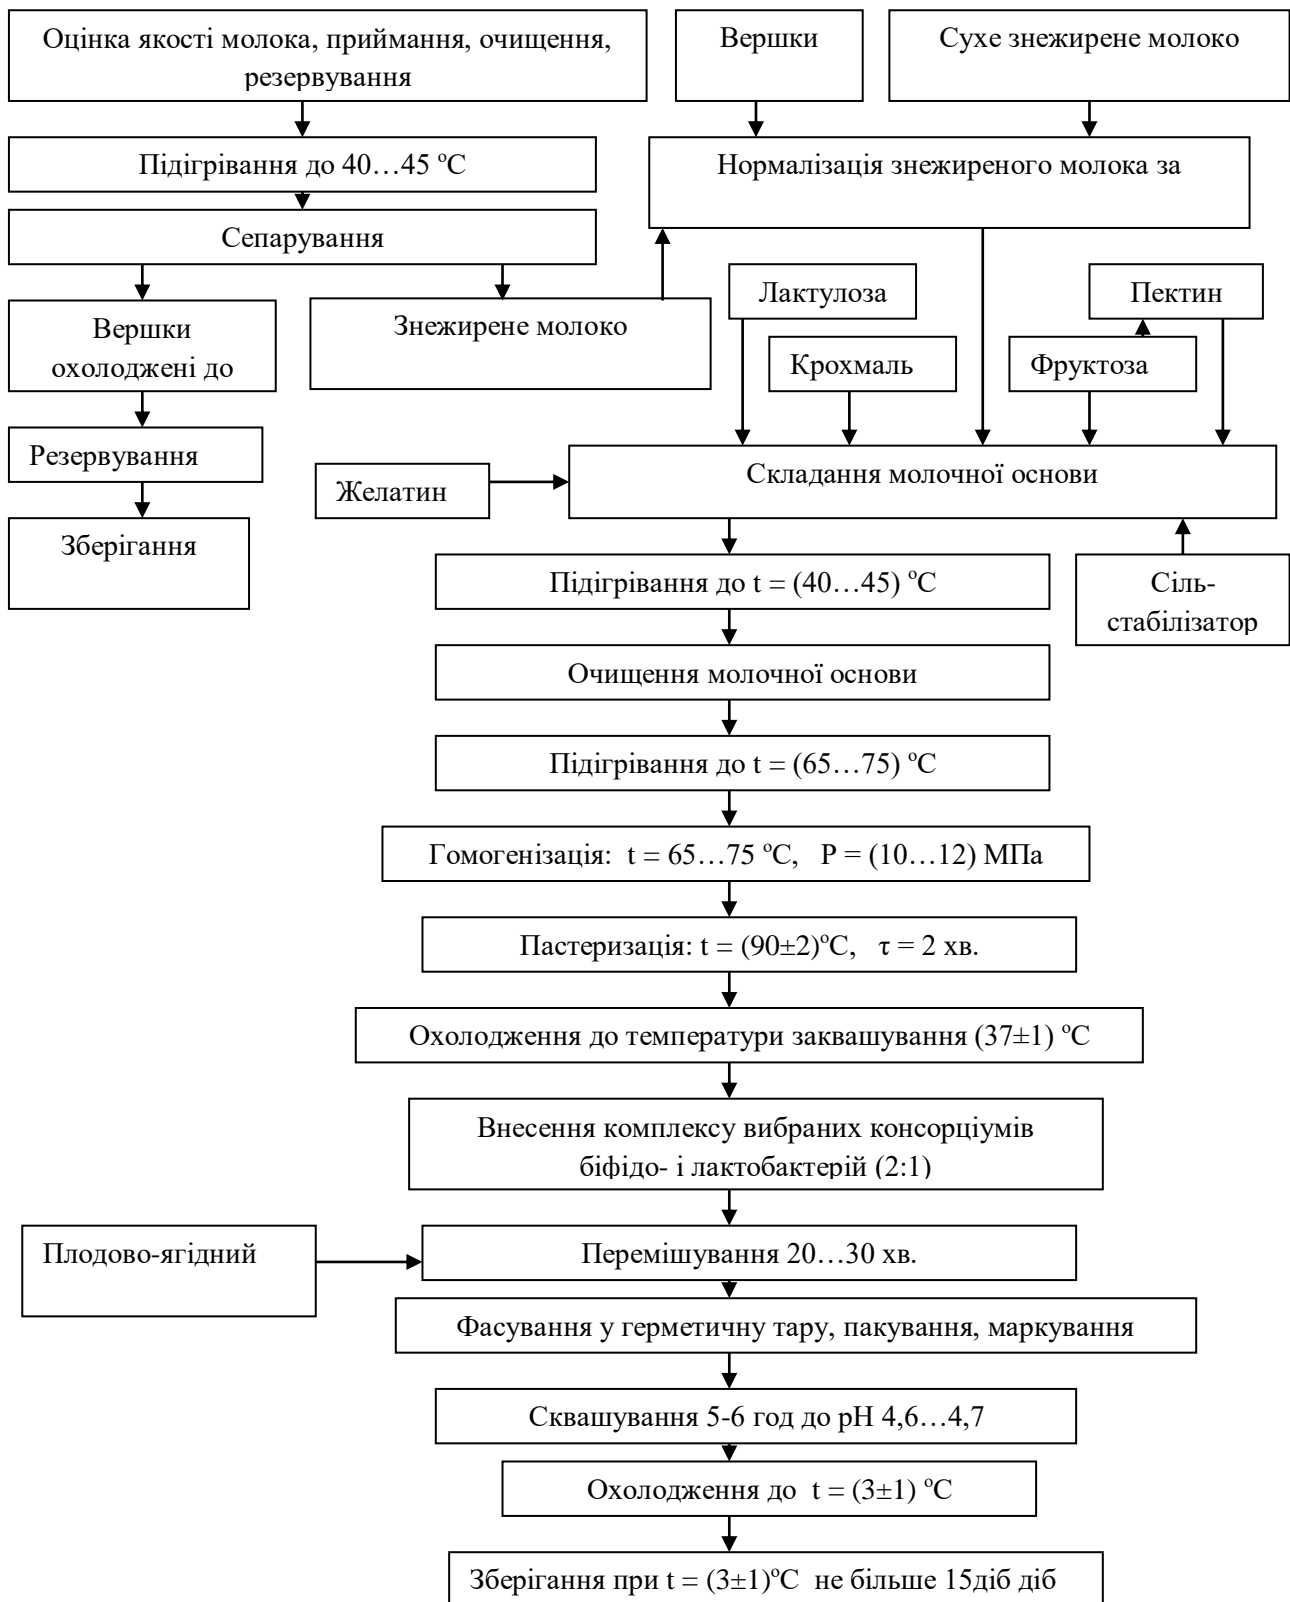 Оцінка якості молока, приймання, очищення,
резервування
Вершки
Сухе знежирене молоко
Підігрівання до 40…45 ºС
Нормалізація знежиреного молока за
Сепарування
Лактулоза
Пектин
Вершки
охолоджені до
Знежирене молоко
Крохмаль
Фруктоза
Резервування
Желатин
Складання молочної основи
Зберігання
Підігрівання до t = (40…45) ºС
Сіль-
стабілізатор
Очищення молочної основи
Підігрівання до t = (65…75) ºС
Гомогенізація: t = 65…75 ºС, Р = (10…12) МПа
Пастеризація: t = (90±2)ºС, τ = 2 хв.
Охолодження до температури заквашування (37±1) ºС
Внесення комплексу вибраних консорціумів
біфідо- і лактобактерій (2:1)
Плодово-ягідний
Перемішування 20…30 хв.
Фасування у герметичну тару, пакування, маркування
Сквашування 5-6 год до рН 4,6…4,7
Охолодження до t = (3±1) ºС
Зберігання при t = (3±1)ºС не більше 15діб діб